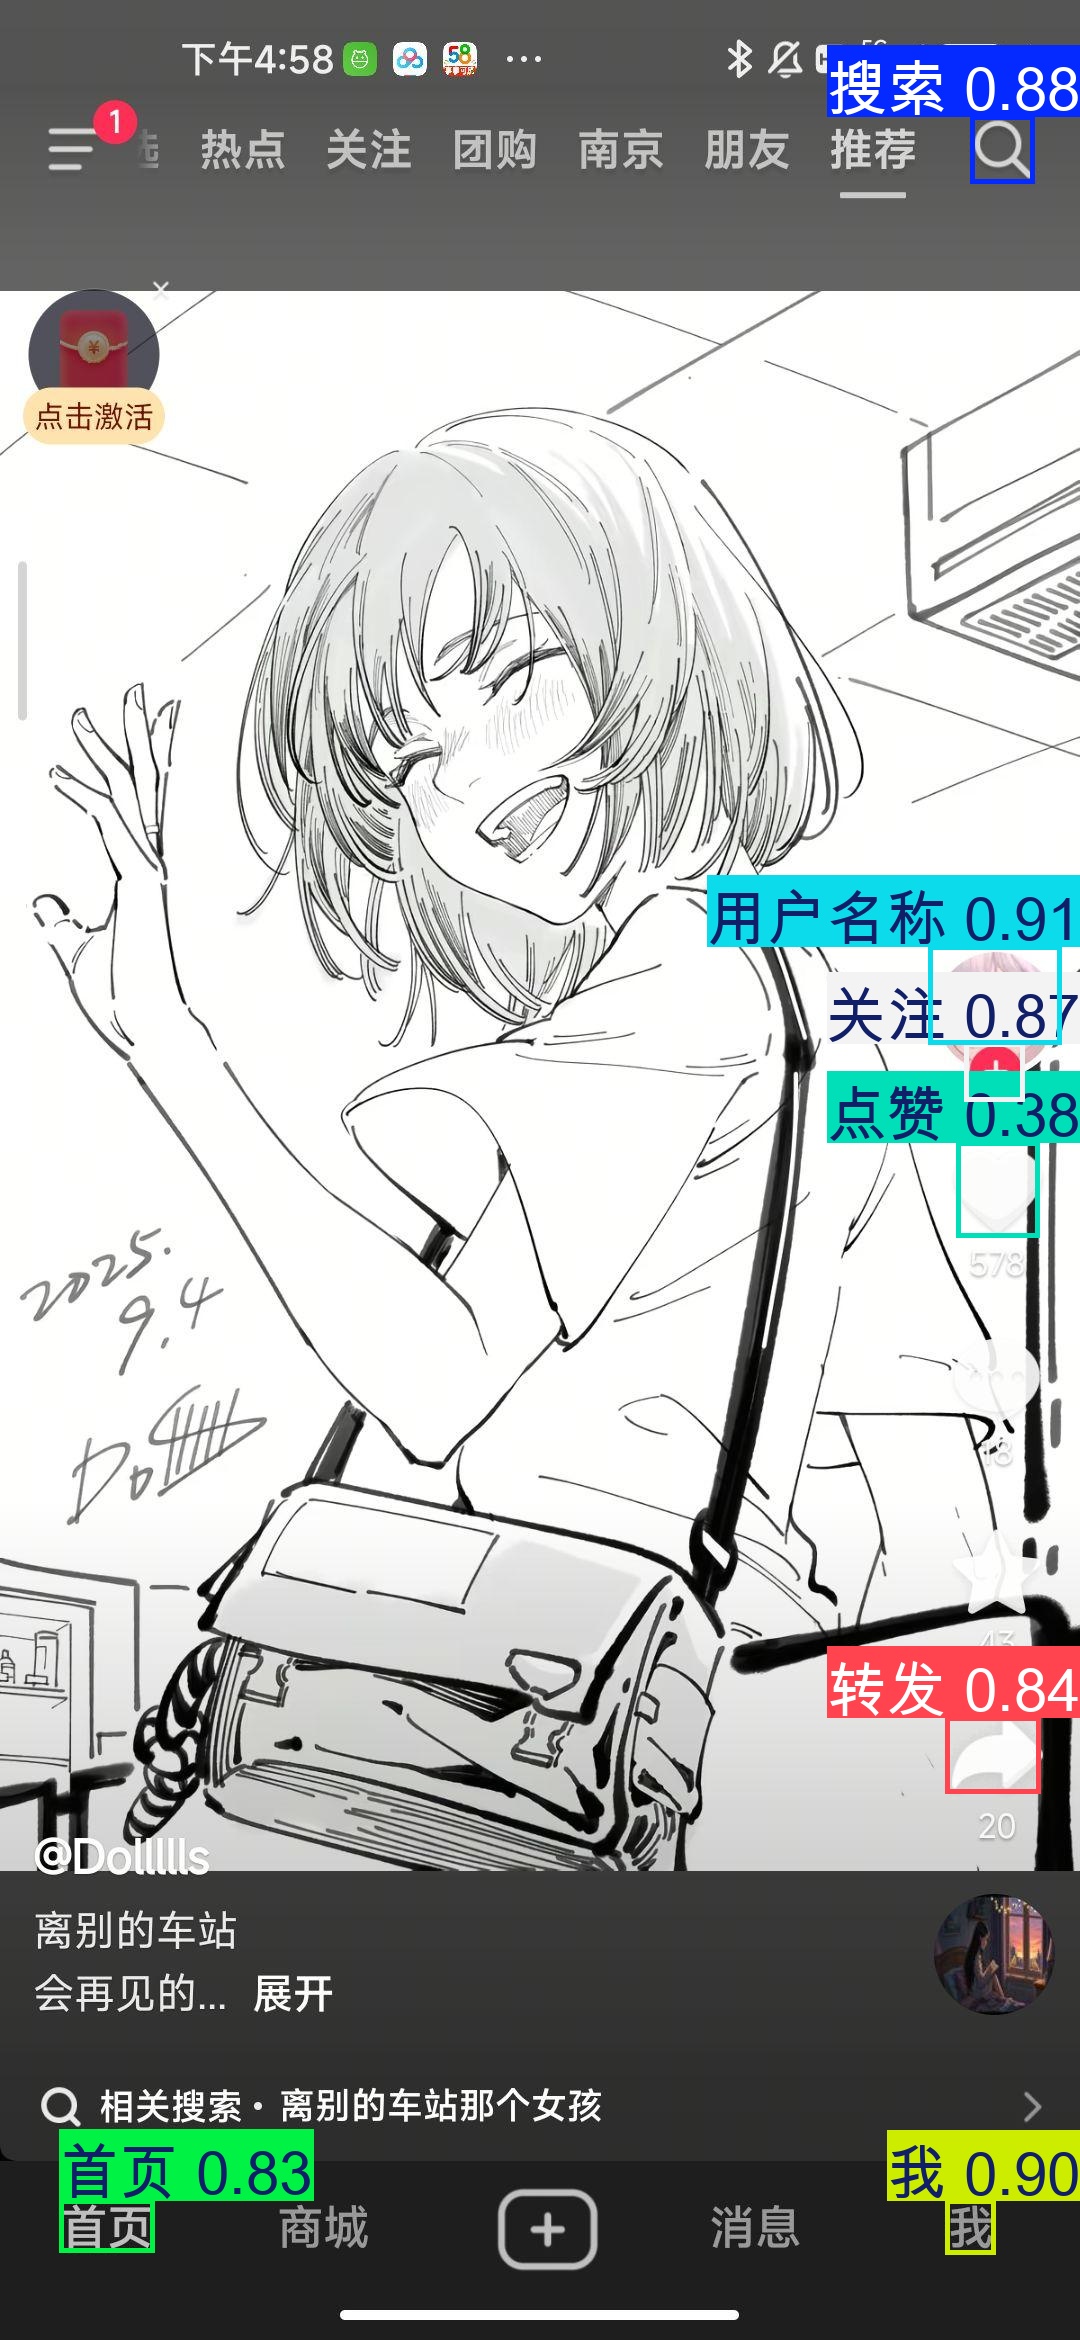 下午4:58
58
...
搜索 0.88
1
热点 关注 团购 南京 朋友 推荐
点击激活
用户名称 0.91
关注 0.87
点赞 0.38
578
2025.
9.4
18
43
转发 0.84
20
@Dollllls
离别的车站
会再见的... 展开
相关搜索·离别的车站那个女孩
首页 0.83
我 0.90
首页 商城 消息 我